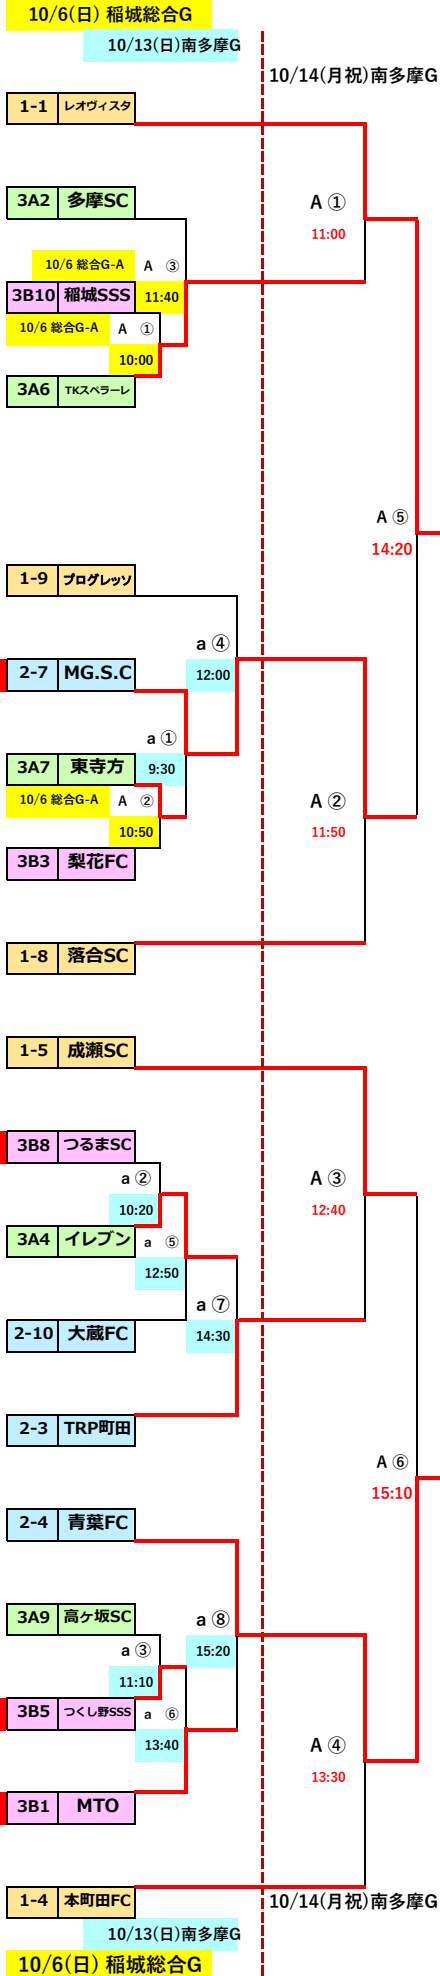 10/6(日) 稲城総合G
10/13(日)南多摩G
10/14(月祝)南多摩G
1-1 レオヴィスタ
3A2 多摩SC
A ①
11:00
10/6 総合G-A A ③
3B10 稲城SSS 11:40
10/6 総合G-A A ①
10:00
3A6 TKスペラーレ
A ⑤
14:20
1-9 プログレッソ
a ④
2-7 MG.S.C 12:00
a ①
3A7 東寺方 9:30
10/6 総合G-A A ② A ②
10:50 11:50
3B3 梨花FC
1-8 落合SC
1-5 成瀬SC
3B8 つるまSC
a ② A ③
10:20 12:40
3A4 イレブン a ⑤
12:50
a ⑦
2-10 大蔵FC 14:30
2-3 TRP町田
A ⑥
15:10
2-4 青葉FC
3A9 高ヶ坂SC a ⑧
a ③ 15:20
11:10
3B5 つくし野SSS a ⑥
13:40 A ④
13:30
3B1 MTO
1-4 本町田FC 10/14(月祝)南多摩G
10/13(日)南多摩G
10/6(日) 稲城総合G